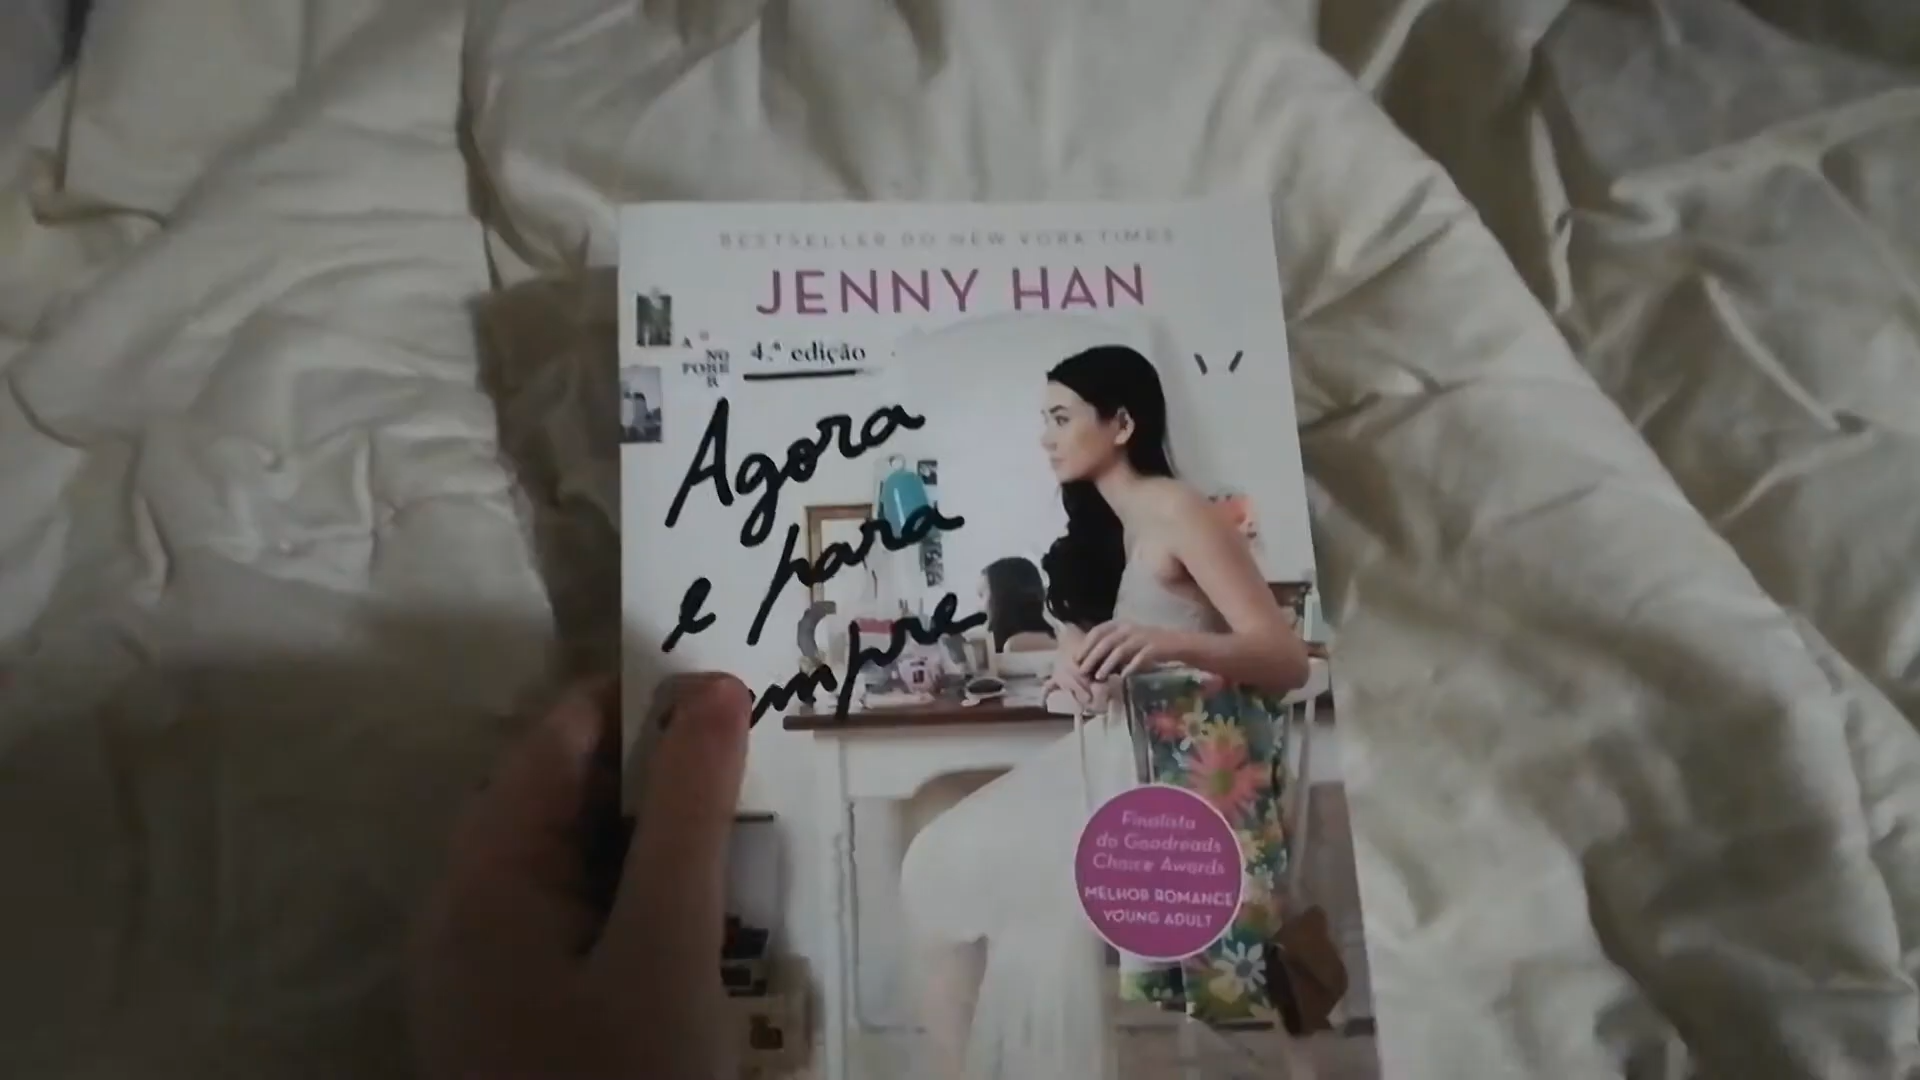 BESTSELLER DO NEW YORK TIMES
JENNY HAN
4.ª edição
Agora
e para
empre
Finalista
do Goodreads
Choice Awards
MELHOR ROMANCE
YOUNG ADULT